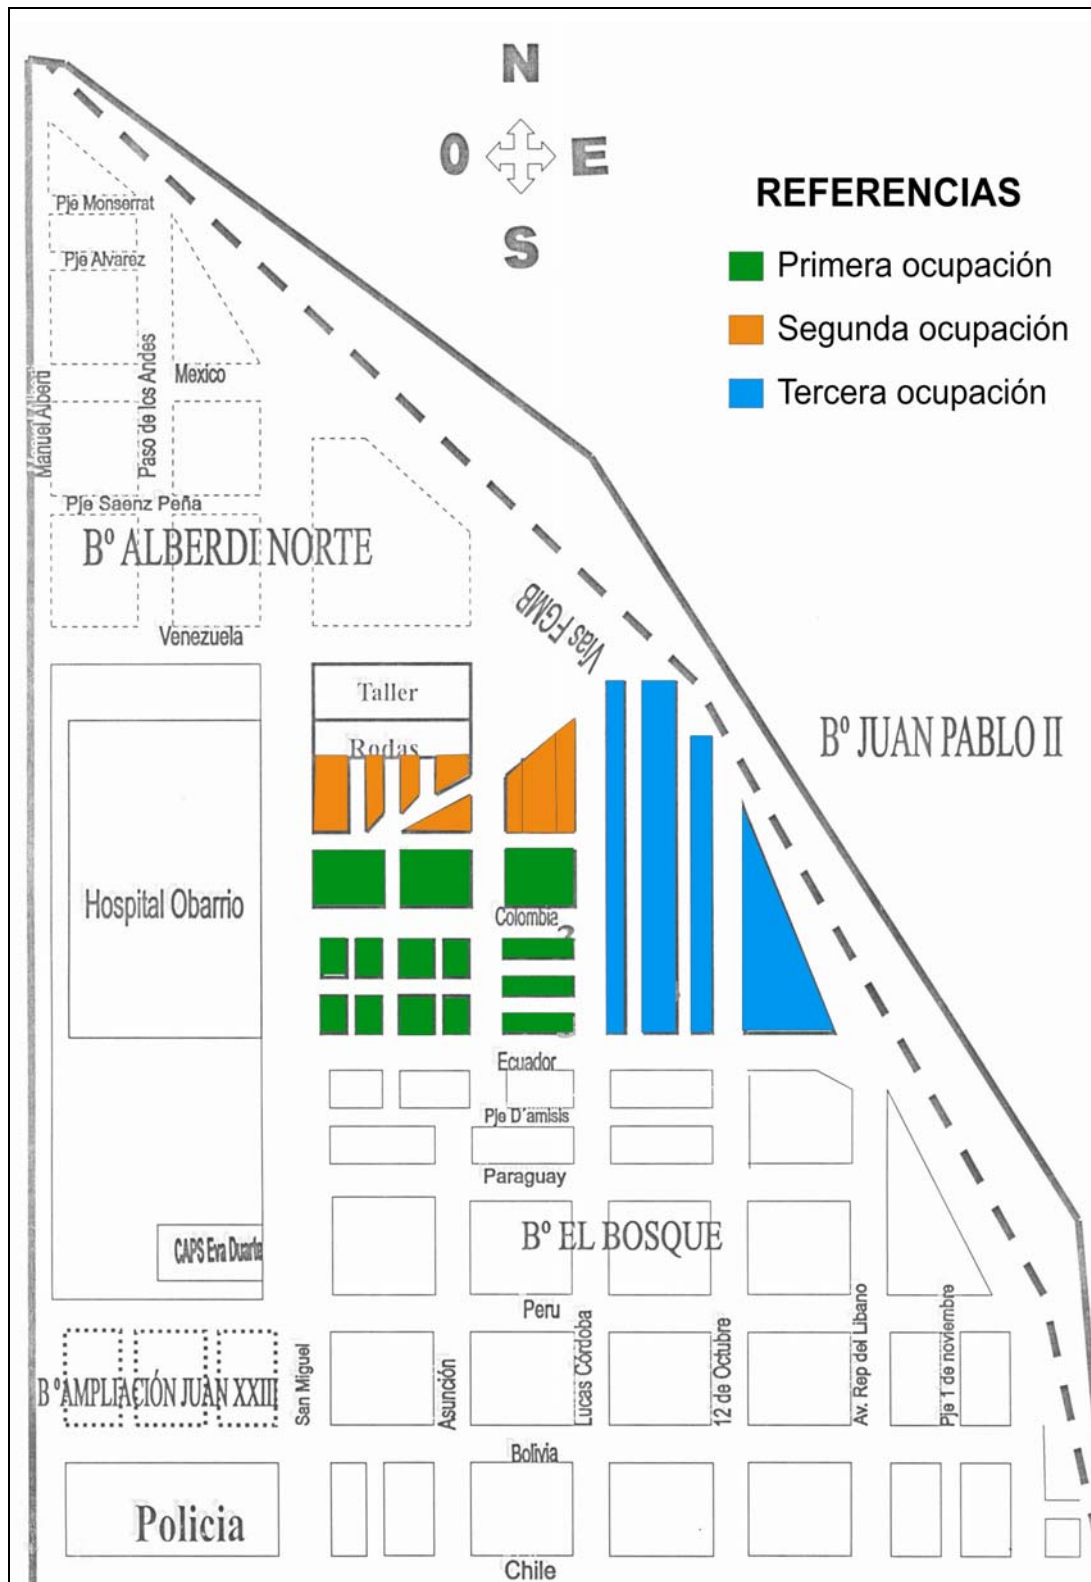 N
O
E
S
REFERENCIAS
Primera ocupación
Segunda ocupación
Tercera ocupación
Pje Monserrat
Pje Alvarez
Manuel Alberti
Paso de los Andes
Mexico
Pje Saenz Peña
Bº ALBERDI NORTE
Vias FGMB
Venezuela
Taller
Rodas
Bº JUAN PABLO II
Hospital Obarrio
Colombia
Ecuador
Pje D´amisis
Paraguay
Bº EL BOSQUE
CAPS Eva Duarte
Peru
San Miguel
Asunción
Lucas Córdoba
12 de Octubre
Av. Rep del Libano
Pje 1 de noviembre
Bº AMPLIACIÓN JUAN XXIII
Bolivia
Policia
Chile